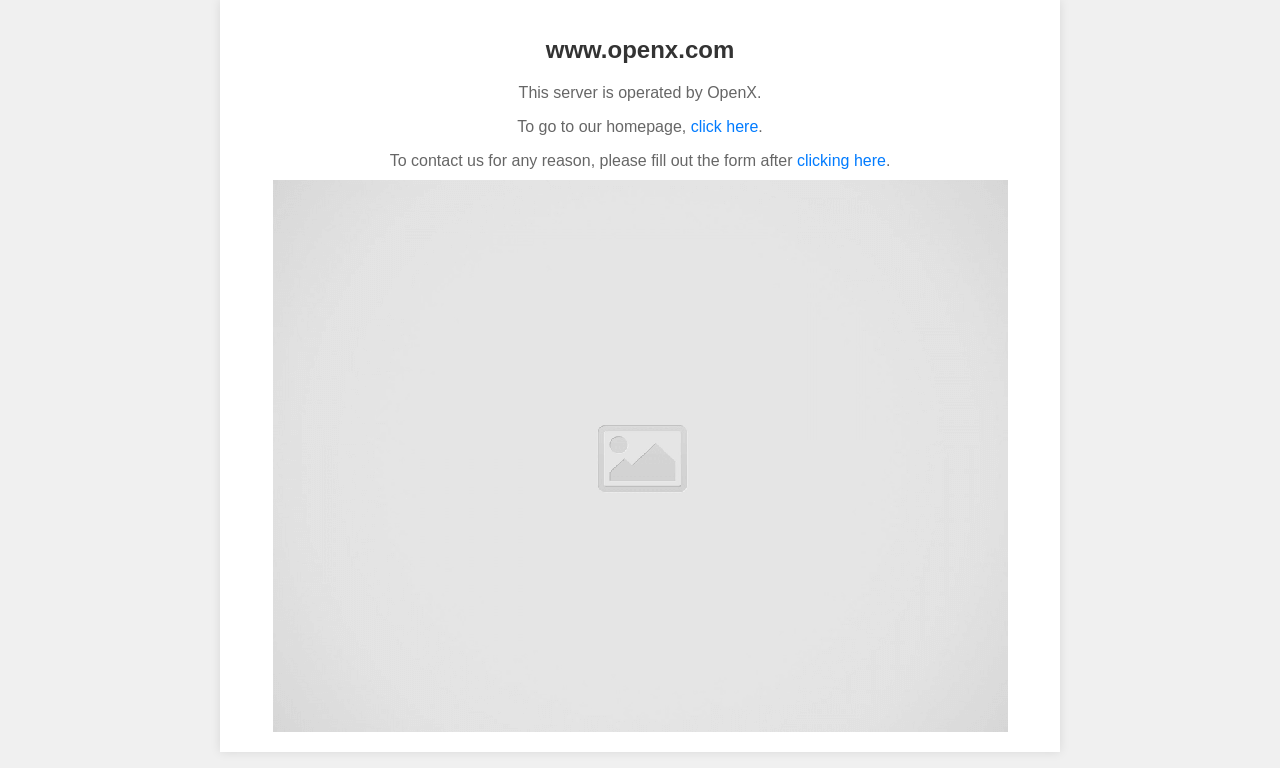 www.openx.com
This server is operated by OpenX.
To go to our homepage, click here.
To contact us for any reason, please fill out the form after clicking here.